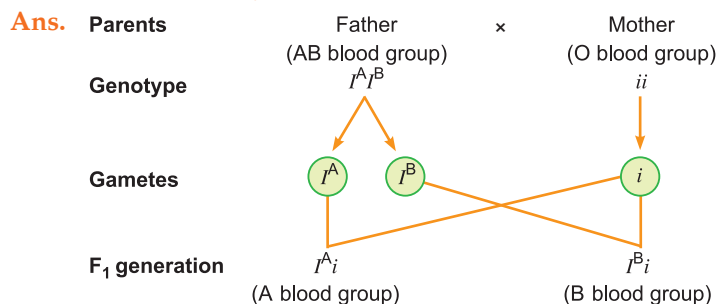 Ans. Parents Father × Mother
(AB blood group) (O blood group)
Genotype IᴬIᴮ ii
Gametes Iᴬ Iᴮ i
F₁ generation Iᴬi Iᴮi
(A blood group) (B blood group)